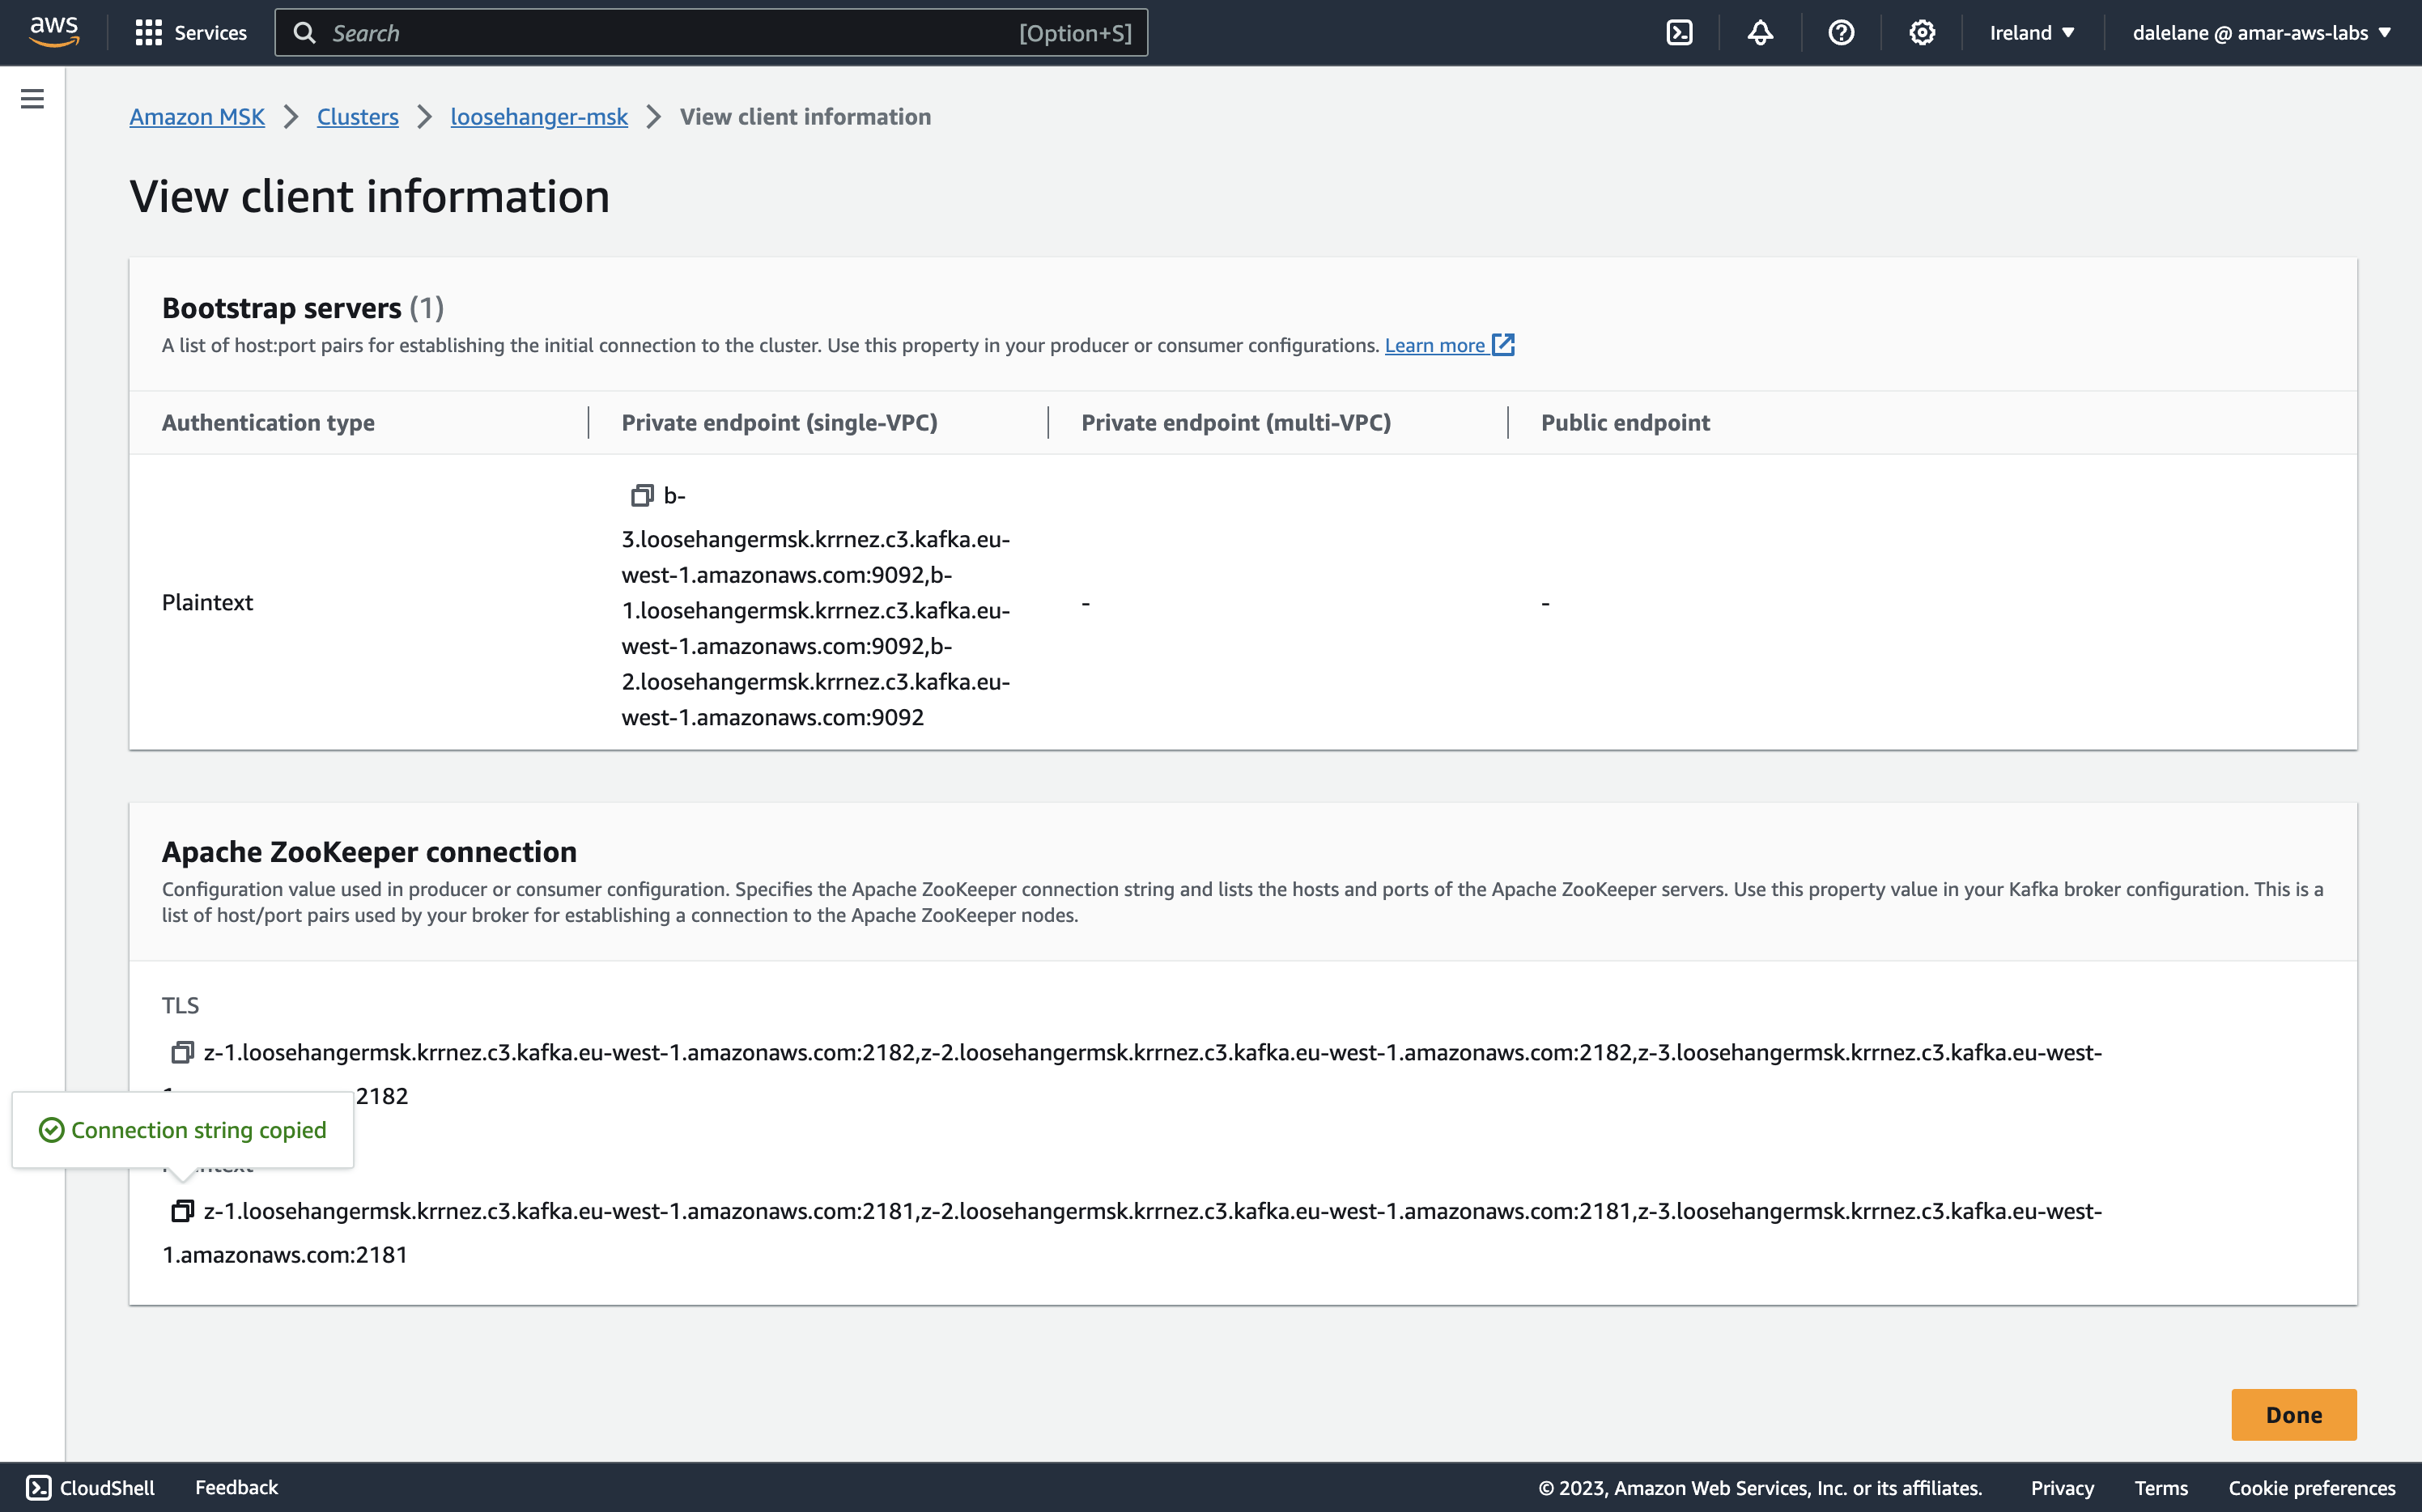 aws Services Search [Option+S] Ireland dalelane @ amar-aws-labs
Amazon MSK Clusters loosehanger-msk View client information
View client information
Bootstrap servers (1)
A list of host:port pairs for establishing the initial connection to the cluster. Use this property in your producer or consumer configurations. Learn more
Authentication type Private endpoint (single-VPC) Private endpoint (multi-VPC) Public endpoint
b-
3.loosehangermsk.krrnez.c3.kafka.eu-
west-1.amazonaws.com:9092,b-
1.loosehangermsk.krrnez.c3.kafka.eu-
Plaintext - -
west-1.amazonaws.com:9092,b-
2.loosehangermsk.krrnez.c3.kafka.eu-
west-1.amazonaws.com:9092
Apache ZooKeeper connection
Configuration value used in producer or consumer configuration. Specifies the Apache ZooKeeper connection string and lists the hosts and ports of the Apache ZooKeeper servers. Use this property value in your Kafka broker configuration. This is a
list of host/port pairs used by your broker for establishing a connection to the Apache ZooKeeper nodes.
TLS
z-1.loosehangermsk.krrnez.c3.kafka.eu-west-1.amazonaws.com:2182,z-2.loosehangermsk.krrnez.c3.kafka.eu-west-1.amazonaws.com:2182,z-3.loosehangermsk.krrnez.c3.kafka.eu-west-
2182
Connection string copied
z-1.loosehangermsk.krrnez.c3.kafka.eu-west-1.amazonaws.com:2181,z-2.loosehangermsk.krrnez.c3.kafka.eu-west-1.amazonaws.com:2181,z-3.loosehangermsk.krrnez.c3.kafka.eu-west-
1.amazonaws.com:2181
Done
CloudShell Feedback © 2023, Amazon Web Services, Inc. or its affiliates. Privacy Terms Cookie preferences